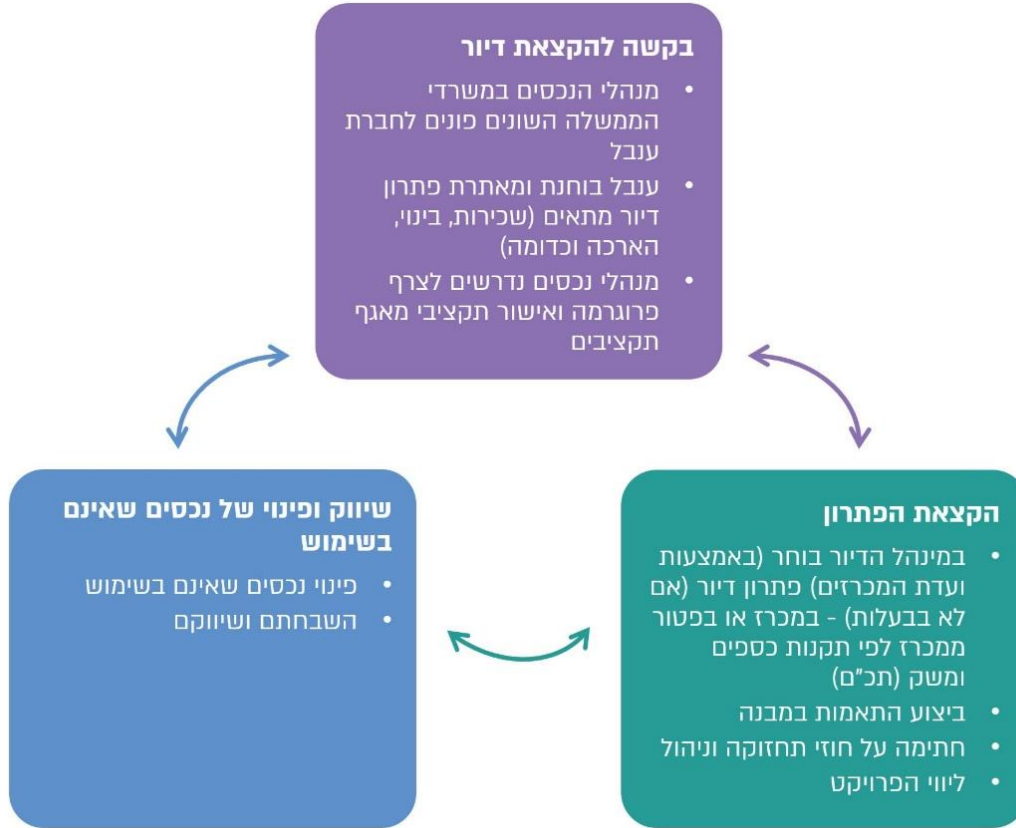 בקשה להקצאת דיור
• מנהלי הנכסים במשרדי
הממשלה השונים פונים לחברת
ענבל
• ענבל בוחנת ומאתרת פתרון
דיור מתאים (שכירות, בינוי,
הארכה וכדומה)
• מנהלי נכסים נדרשים לצרף
פרוגרמה ואישור תקציבי מאגף
תקציבים
הקצאת הפתרון
• במינהל הדיור בוחר (באמצעות
ועדת המכרזים) פתרון דיור (אם
לא בבעלות) - במכרז או בפטור
ממכרז לפי תקנות כספים
ומשק (תכ"ם)
• ביצוע התאמות במבנה
• חתימה על חוזי תחזוקה וניהול
• ליווי הפרויקט
שיווק ופינוי של נכסים שאינם
בשימוש
• פינוי נכסים שאינם בשימוש
• השבחתם ושיווקם